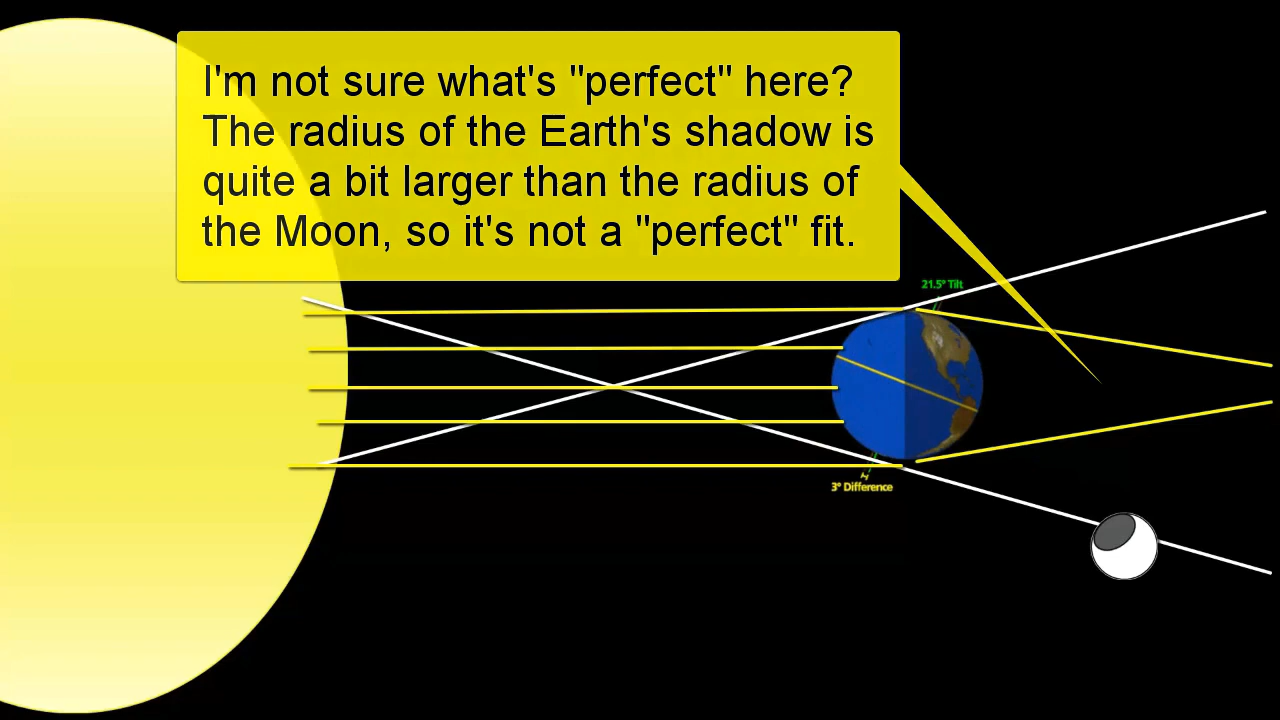 I'm not sure what's "perfect" here?
The radius of the Earth's shadow is
quite a bit larger than the radius of
the Moon, so it's not a "perfect" fit.
21.5° Tilt
3° Difference